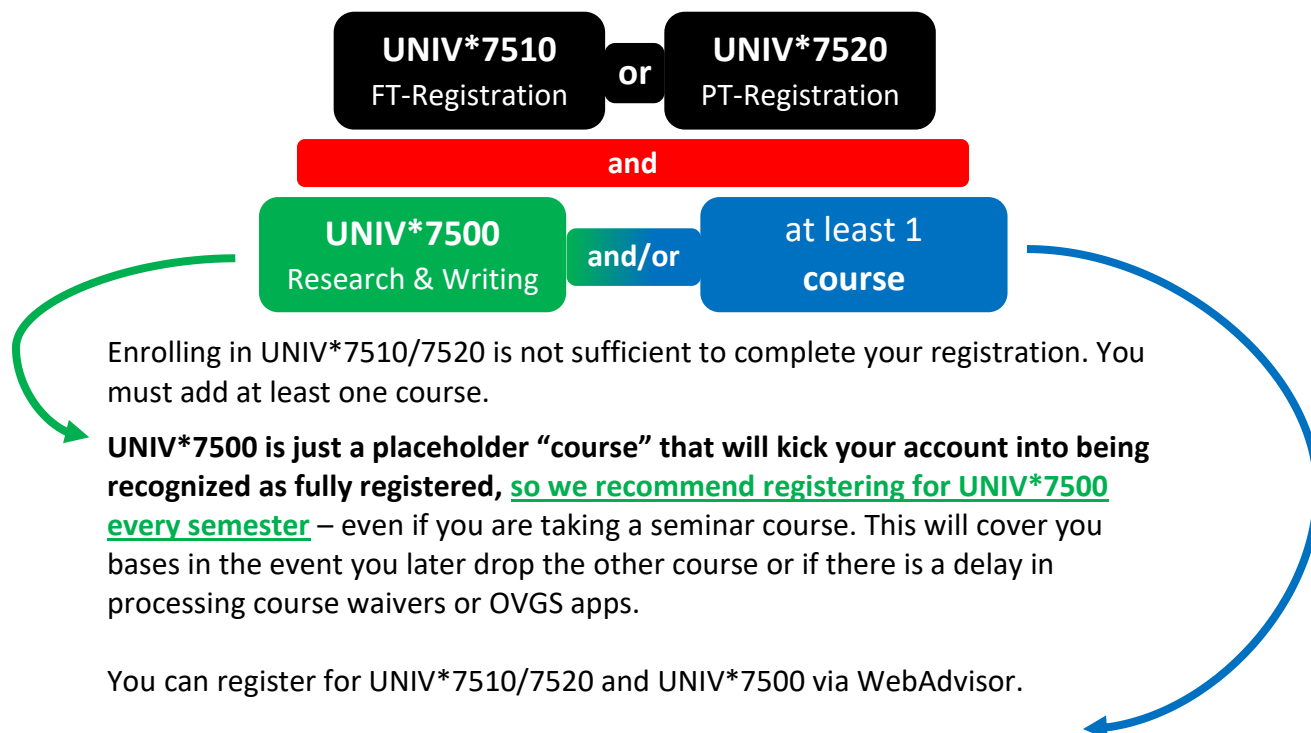 UNIV*7510
FT-Registration
or
UNIV*7520
PT-Registration
and
UNIV*7500
Research & Writing
and/or
at least 1
course
Enrolling in UNIV*7510/7520 is not sufficient to complete your registration. You
must add at least one course.
UNIV*7500 is just a placeholder “course” that will kick your account into being
recognized as fully registered, so we recommend registering for UNIV*7500
every semester – even if you are taking a seminar course. This will cover you
bases in the event you later drop the other course or if there is a delay in
processing course waivers or OVGS apps.
You can register for UNIV*7510/7520 and UNIV*7500 via WebAdvisor.